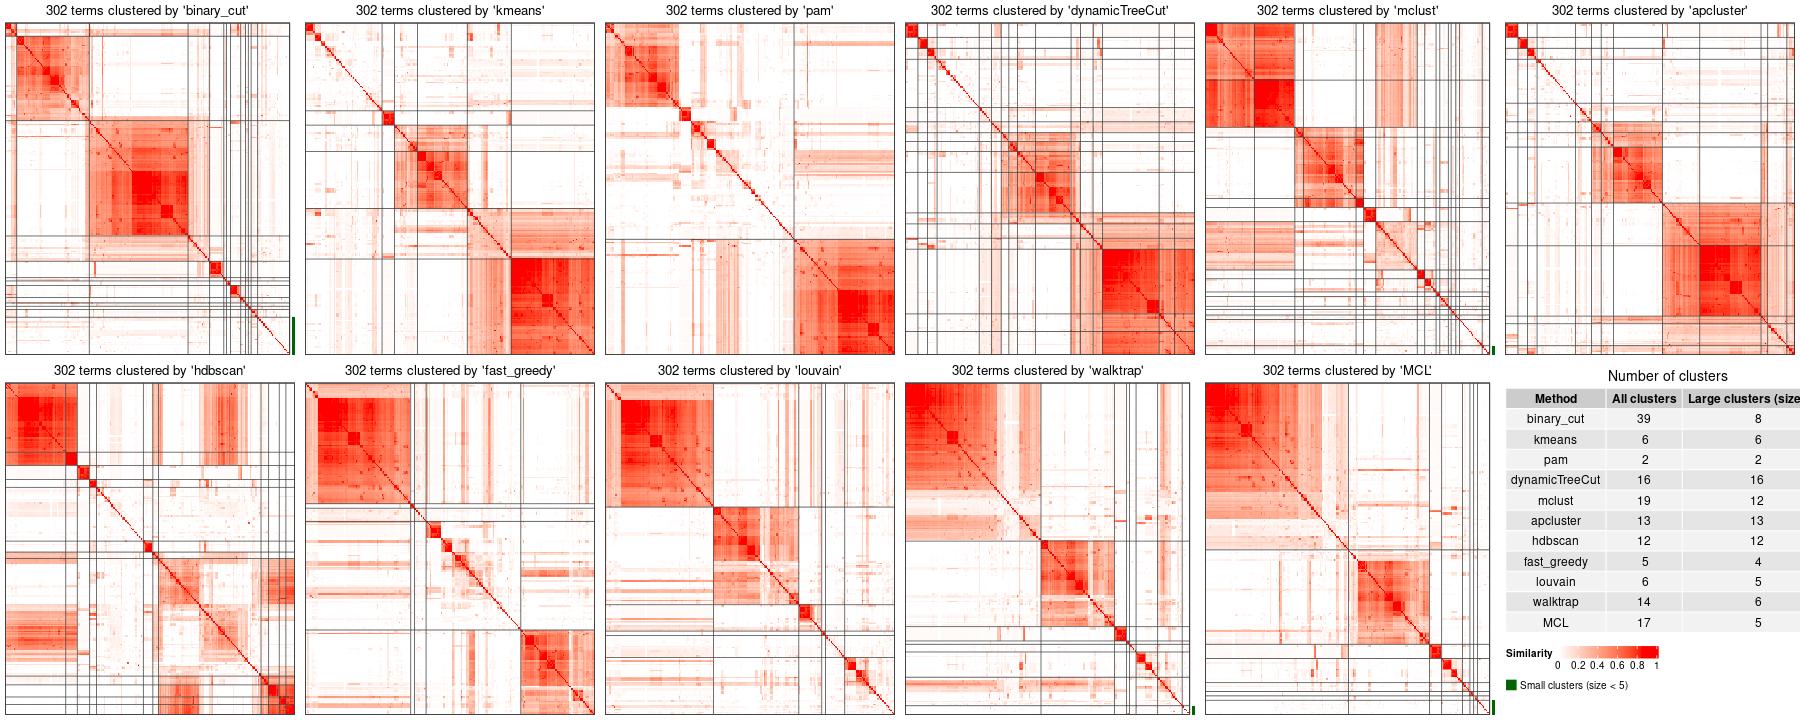 302 terms clustered by 'binary_cut'
302 terms clustered by 'kmeans'
302 terms clustered by 'pam'
302 terms clustered by 'dynamicTreeCut'
302 terms clustered by 'mclust'
302 terms clustered by 'apcluster'
302 terms clustered by 'hdbscan'
302 terms clustered by 'fast_greedy'
302 terms clustered by 'louvain'
302 terms clustered by 'walktrap'
302 terms clustered by 'MCL'
Number of clusters
Method All clusters Large clusters (size
binary_cut 39 8
kmeans 6 6
pam 2 2
dynamicTreeCut 16 16
mclust 19 12
apcluster 13 13
hdbscan 12 12
fast_greedy 5 4
louvain 6 5
walktrap 14 6
MCL 17 5
Similarity
0 0.2 0.4 0.6 0.8 1
Small clusters (size < 5)